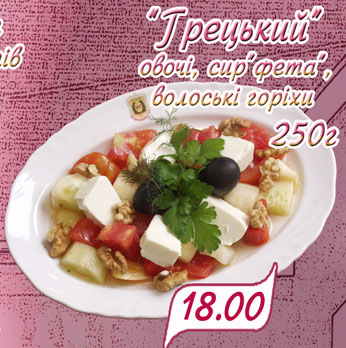 "Грецький"
овочі, сир"фета",
волоські горіхи
250г
18.00